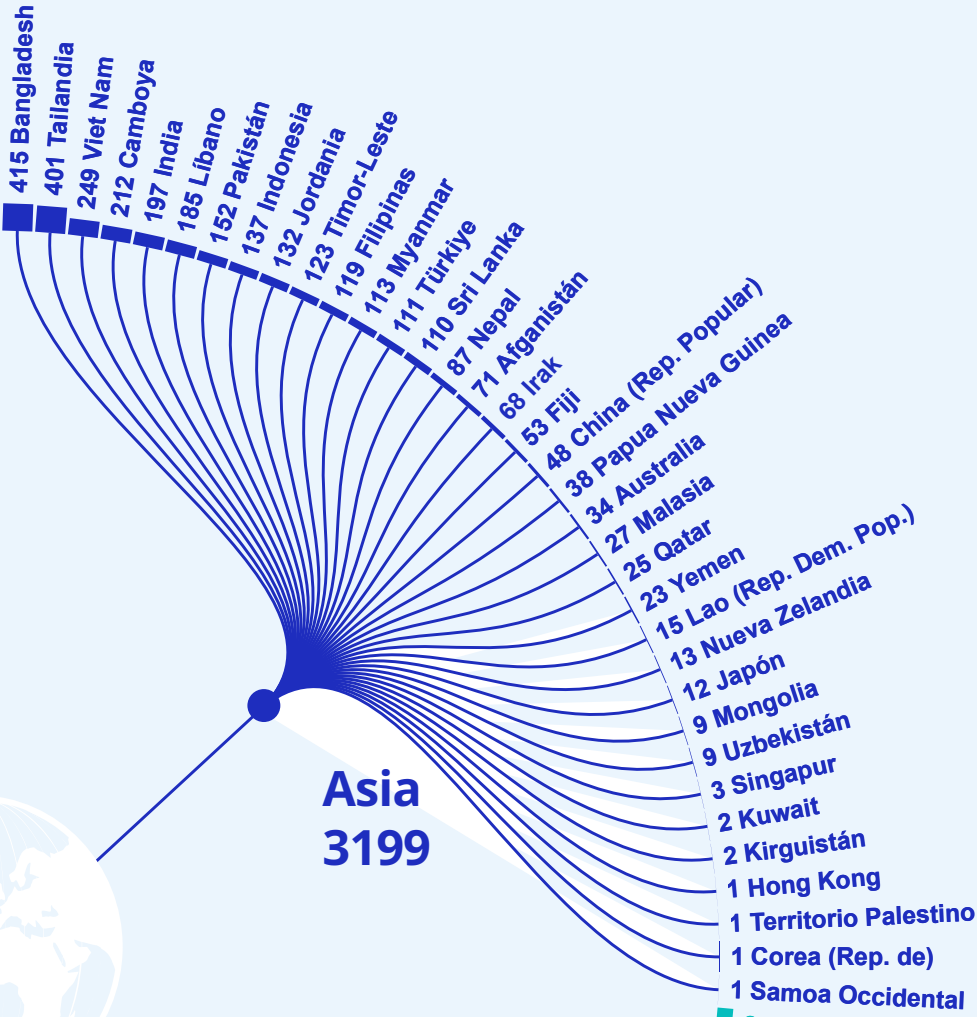 415 Bangladesh
401 Tailandia
249 Viet Nam
212 Camboya
197 India
185 Líbano
152 Pakistán
137 Indonesia
132 Jordania
123 Timor-Leste
119 Filipinas
113 Myanmar
111 Türkiye
110 Sri Lanka
87 Nepal
71 Afganistán
68 Irak
53 Fiji
48 China (Rep. Popular)
38 Papua Nueva Guinea
34 Australia
27 Malasia
25 Qatar
23 Yemen
15 Lao (Rep. Dem. Pop.)
13 Nueva Zelandia
12 Japón
9 Mongolia
9 Uzbekistán
3 Singapur
2 Kuwait
2 Kirguistán
1 Hong Kong
1 Territorio Palestino
1 Corea (Rep. de)
1 Samoa Occidental
Asia
3199